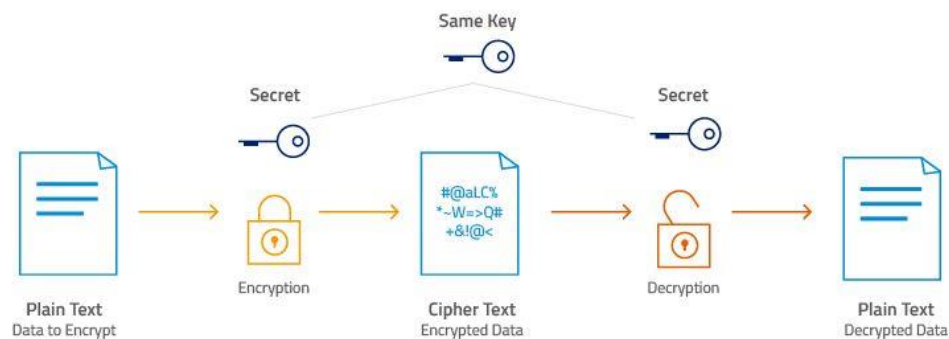 Same Key
Secret
Secret
#@aLC%
*~W=>Q#
+&!@<
Encryption
Decryption
Plain Text
Data to Encrypt
Cipher Text
Encrypted Data
Plain Text
Decrypted Data